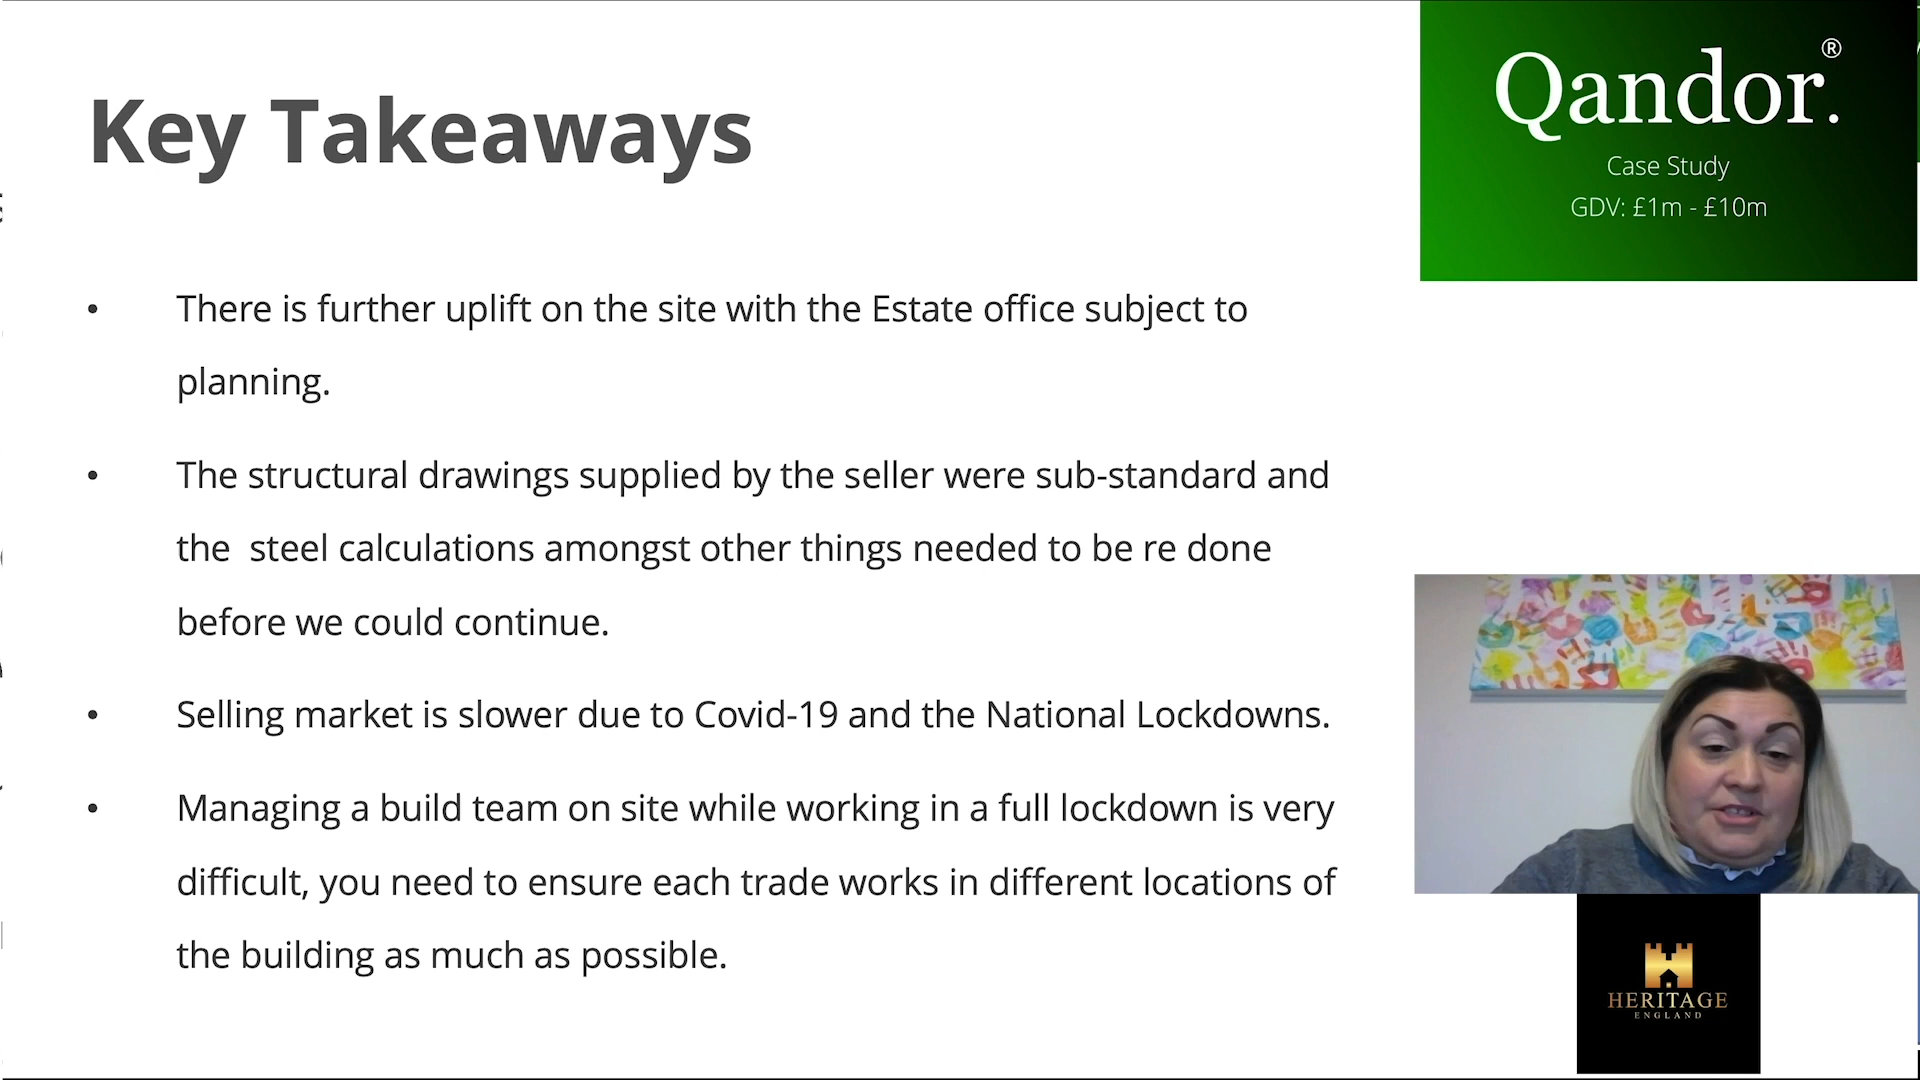 Key Takeaways
• There is further uplift on the site with the Estate office subject to
planning.
• The structural drawings supplied by the seller were sub-standard and
the  steel calculations amongst other things needed to be re done
before we could continue.
• Selling market is slower due to Covid-19 and the National Lockdowns.
• Managing a build team on site while working in a full lockdown is very
difficult, you need to ensure each trade works in different locations of
the building as much as possible.
Qandor.®
Case Study
GDV: £1m - £10m
HERITAGE
ENGLAND